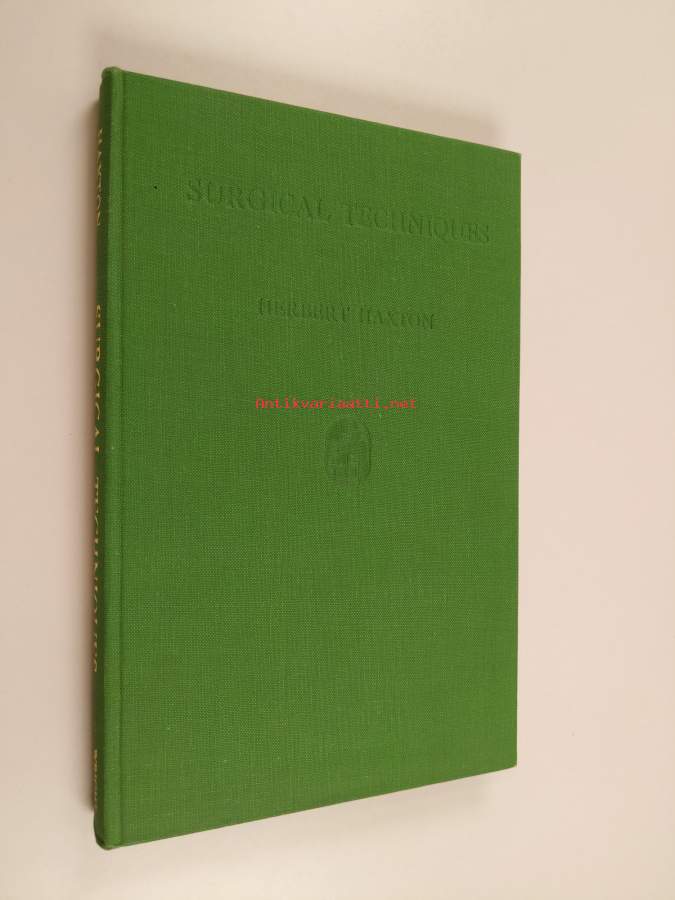 SURGICAL TECHNIQUES
HERBERT HAXTON
Antikvariaatti.net
HAXTON SURGICAL TECHNIQUES